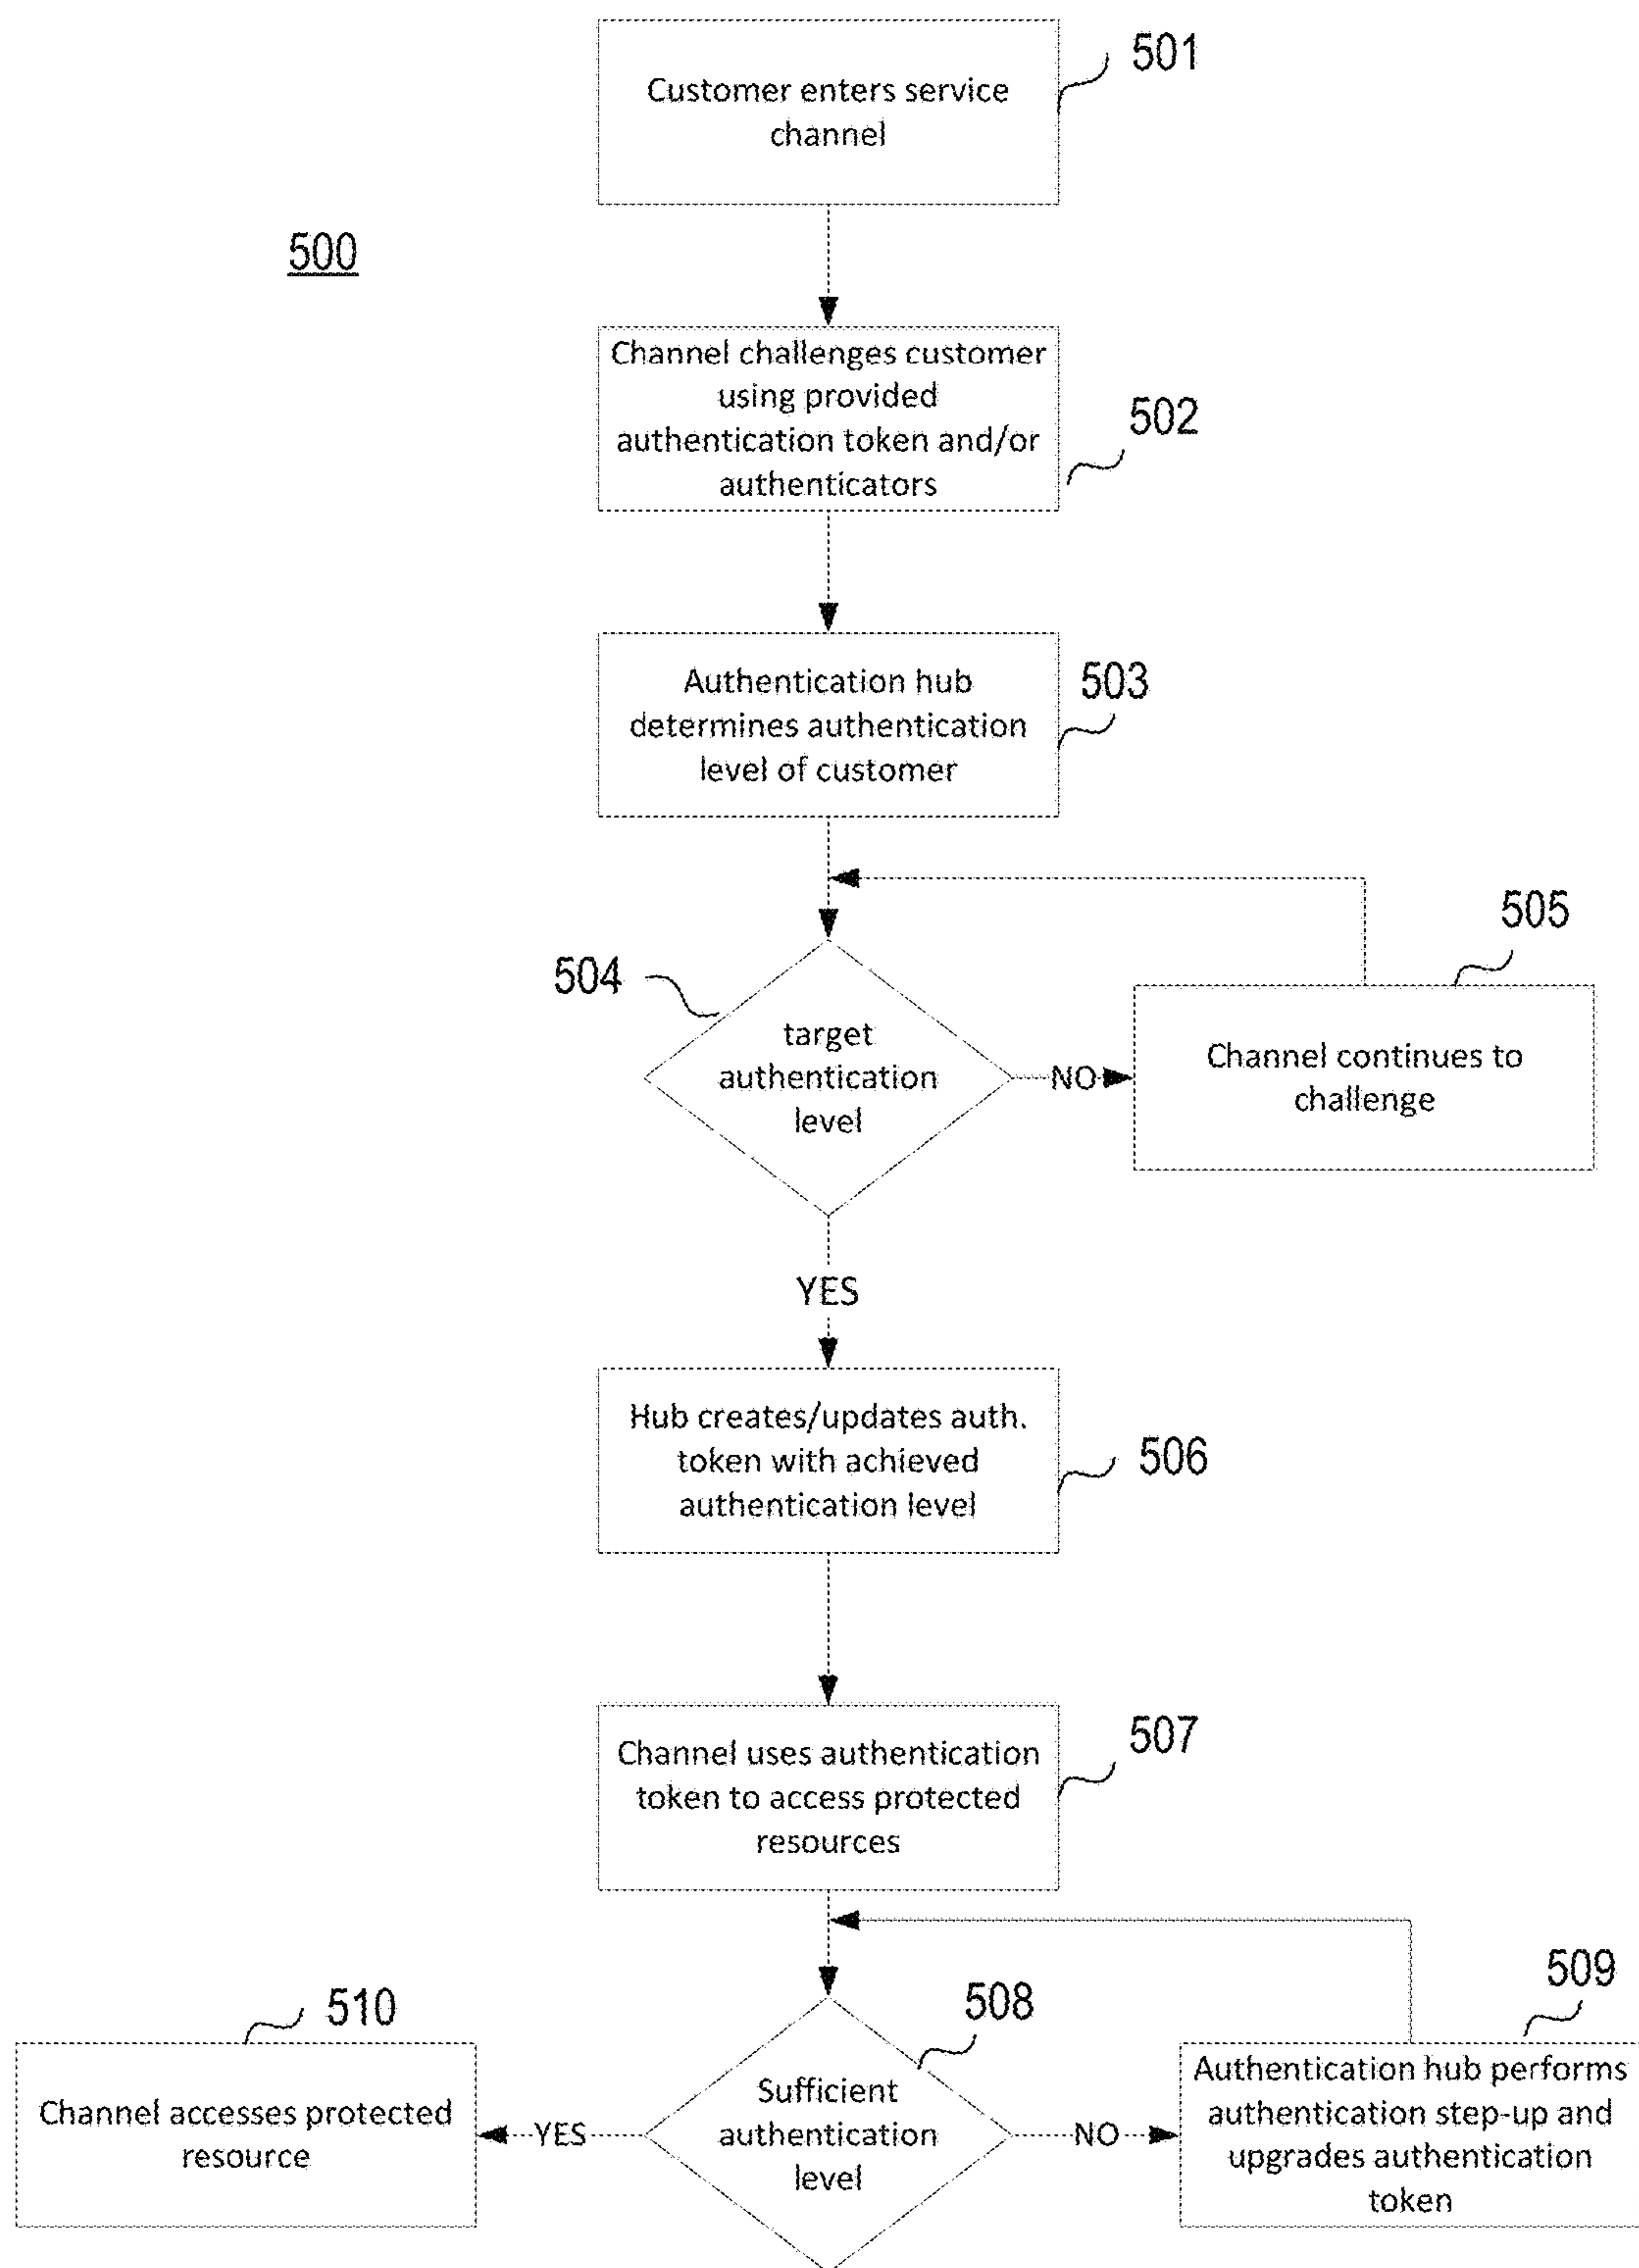 501
Customer enters service
channel
500
Channel challenges customer
using provided
authentication token and/or
authenticators
502
Authentication hub
determines authentication
level of customer
503
504
target
authentication
level
NO
505
Channel continues to
challenge
YES
Hub creates/updates auth.
token with achieved
authentication level
506
Channel uses authentication
token to access protected
resources
507
508
Sufficient
authentication
level
YES
510
Channel accesses protected
resource
NO
509
Authentication hub performs
authentication step-up and
upgrades authentication
token